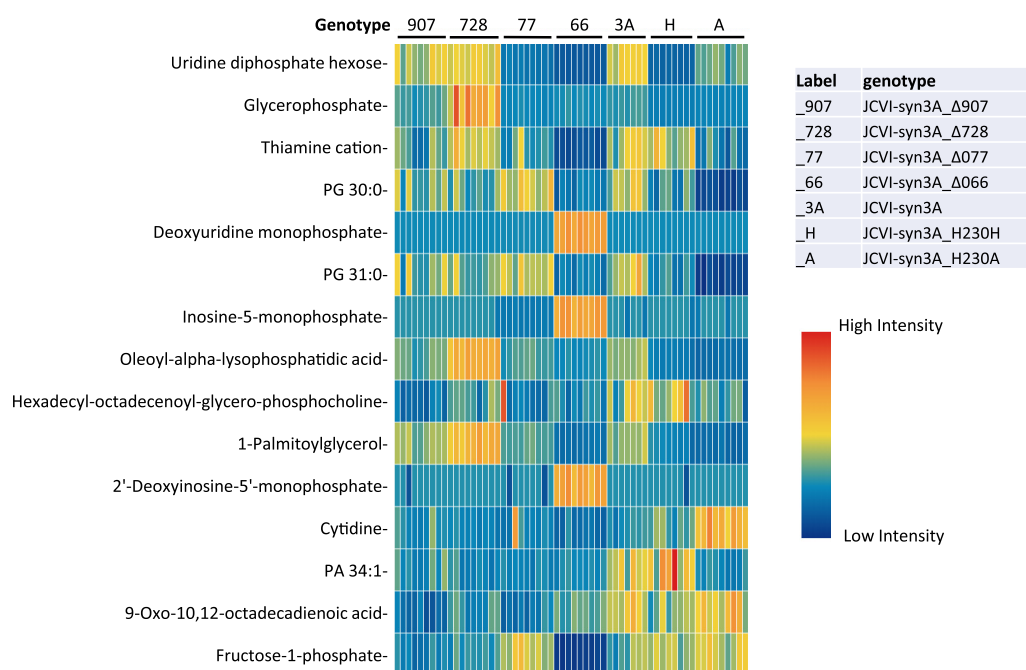 Genotype 907 728 77 66 3A H A
Uridine diphosphate hexose-
Glycerophosphate-
Thiamine cation-
PG 30:0-
Deoxyuridine monophosphate-
PG 31:0-
Inosine-5-monophosphate-
Oleoyl-alpha-lysophosphatidic acid-
Hexadecyl-octadecenoyl-glycero-phosphocholine-
1-Palmitoylglycerol-
2'-Deoxyinosine-5'-monophosphate-
Cytidine-
PA 34:1-
9-Oxo-10,12-octadecadienoic acid-
Fructose-1-phosphate-
Label genotype
_907 JCVI-syn3A_Δ907
_728 JCVI-syn3A_Δ728
_77 JCVI-syn3A_Δ077
_66 JCVI-syn3A_Δ066
_3A JCVI-syn3A
_H JCVI-syn3A_H230H
_A JCVI-syn3A_H230A
High Intensity
Low Intensity